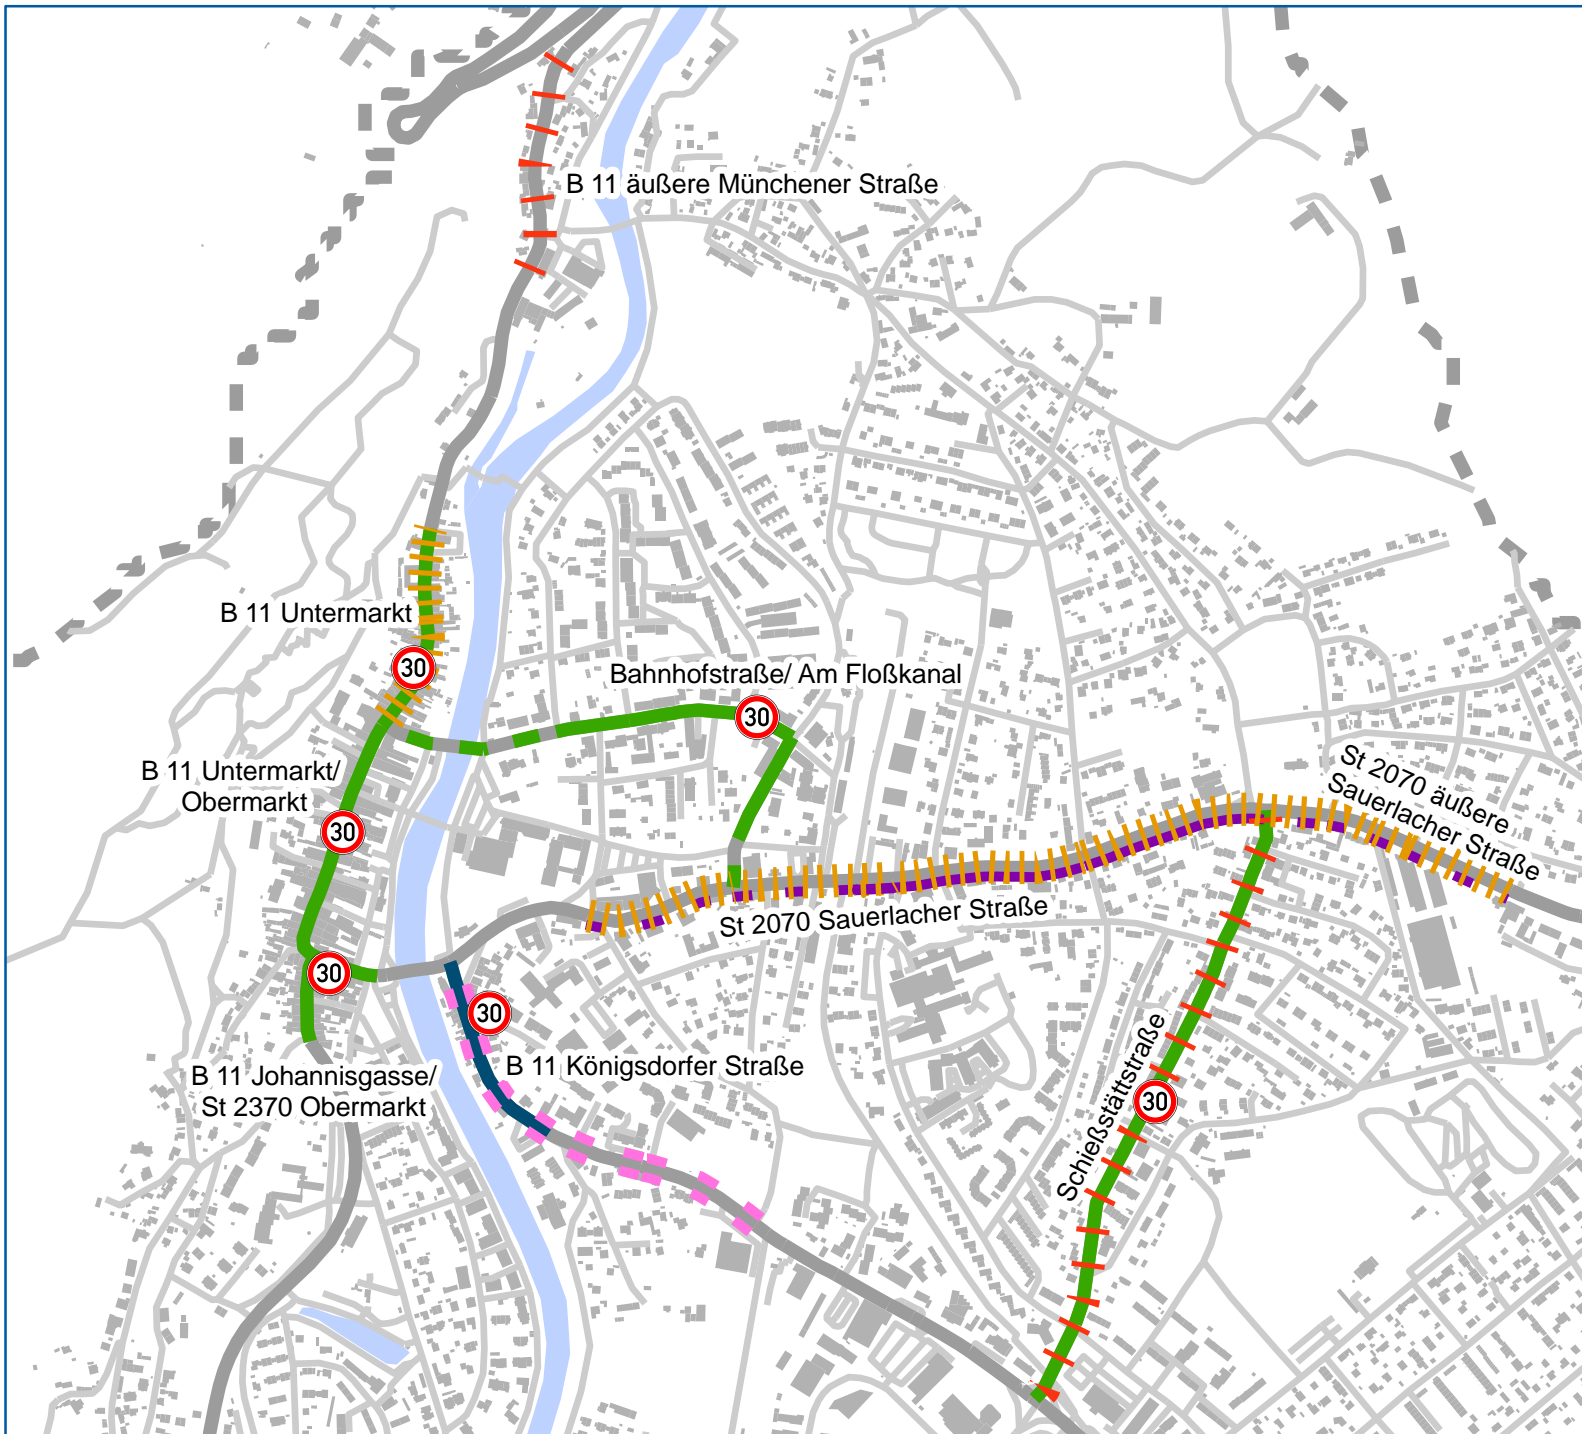 B 11 äußere Münchener Straße
B 11 Untermarkt
30
Bahnhofstraße/ Am Floßkanal
30
B 11 Untermarkt/
Obermarkt
30
St 2070 äußere
Sauerlacher Straße
St 2070 Sauerlacher Straße
30
30
B 11 Königsdorfer Straße
B 11 Johannisgasse/
St 2370 Obermarkt
Schießstättstraße
30